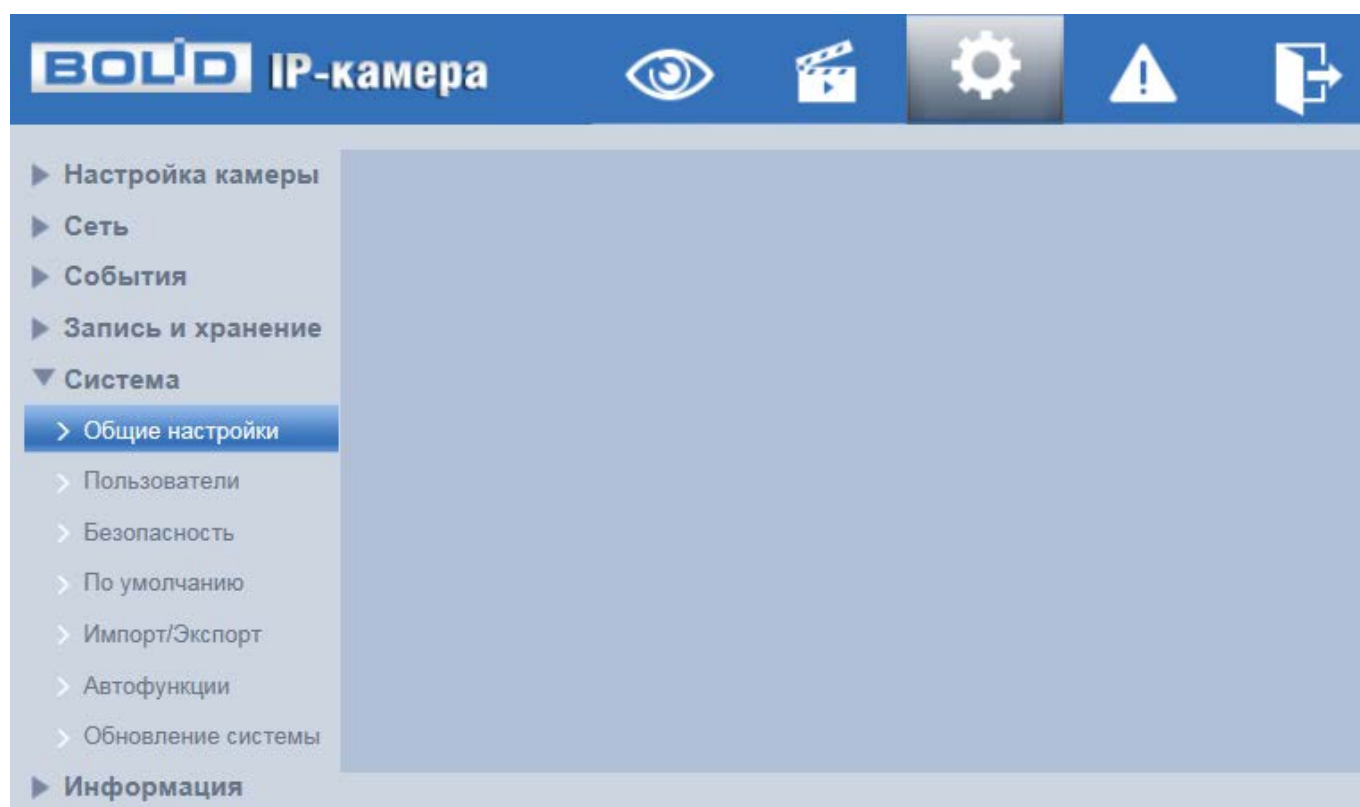 BOLID IP-камера
Настройка камеры
Сеть
События
Запись и хранение
Система
Общие настройки
Пользователи
Безопасность
По умолчанию
Импорт/Экспорт
Автофункции
Обновление системы
Информация